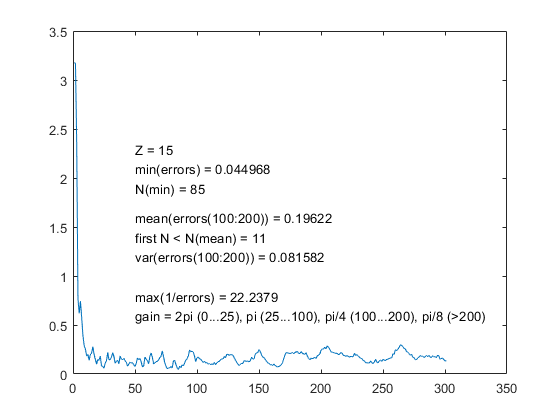 3.5
3
2.5
2
1.5
1
0.5
0
Z = 15
min(errors) = 0.044968
N(min) = 85
mean(errors(100:200)) = 0.19622
first N < N(mean) = 11
var(errors(100:200)) = 0.081582
max(1/errors) = 22.2379
gain = 2pi (0...25), pi (25...100), pi/4 (100...200), pi/8 (>200)
0 50 100 150 200 250 300 350